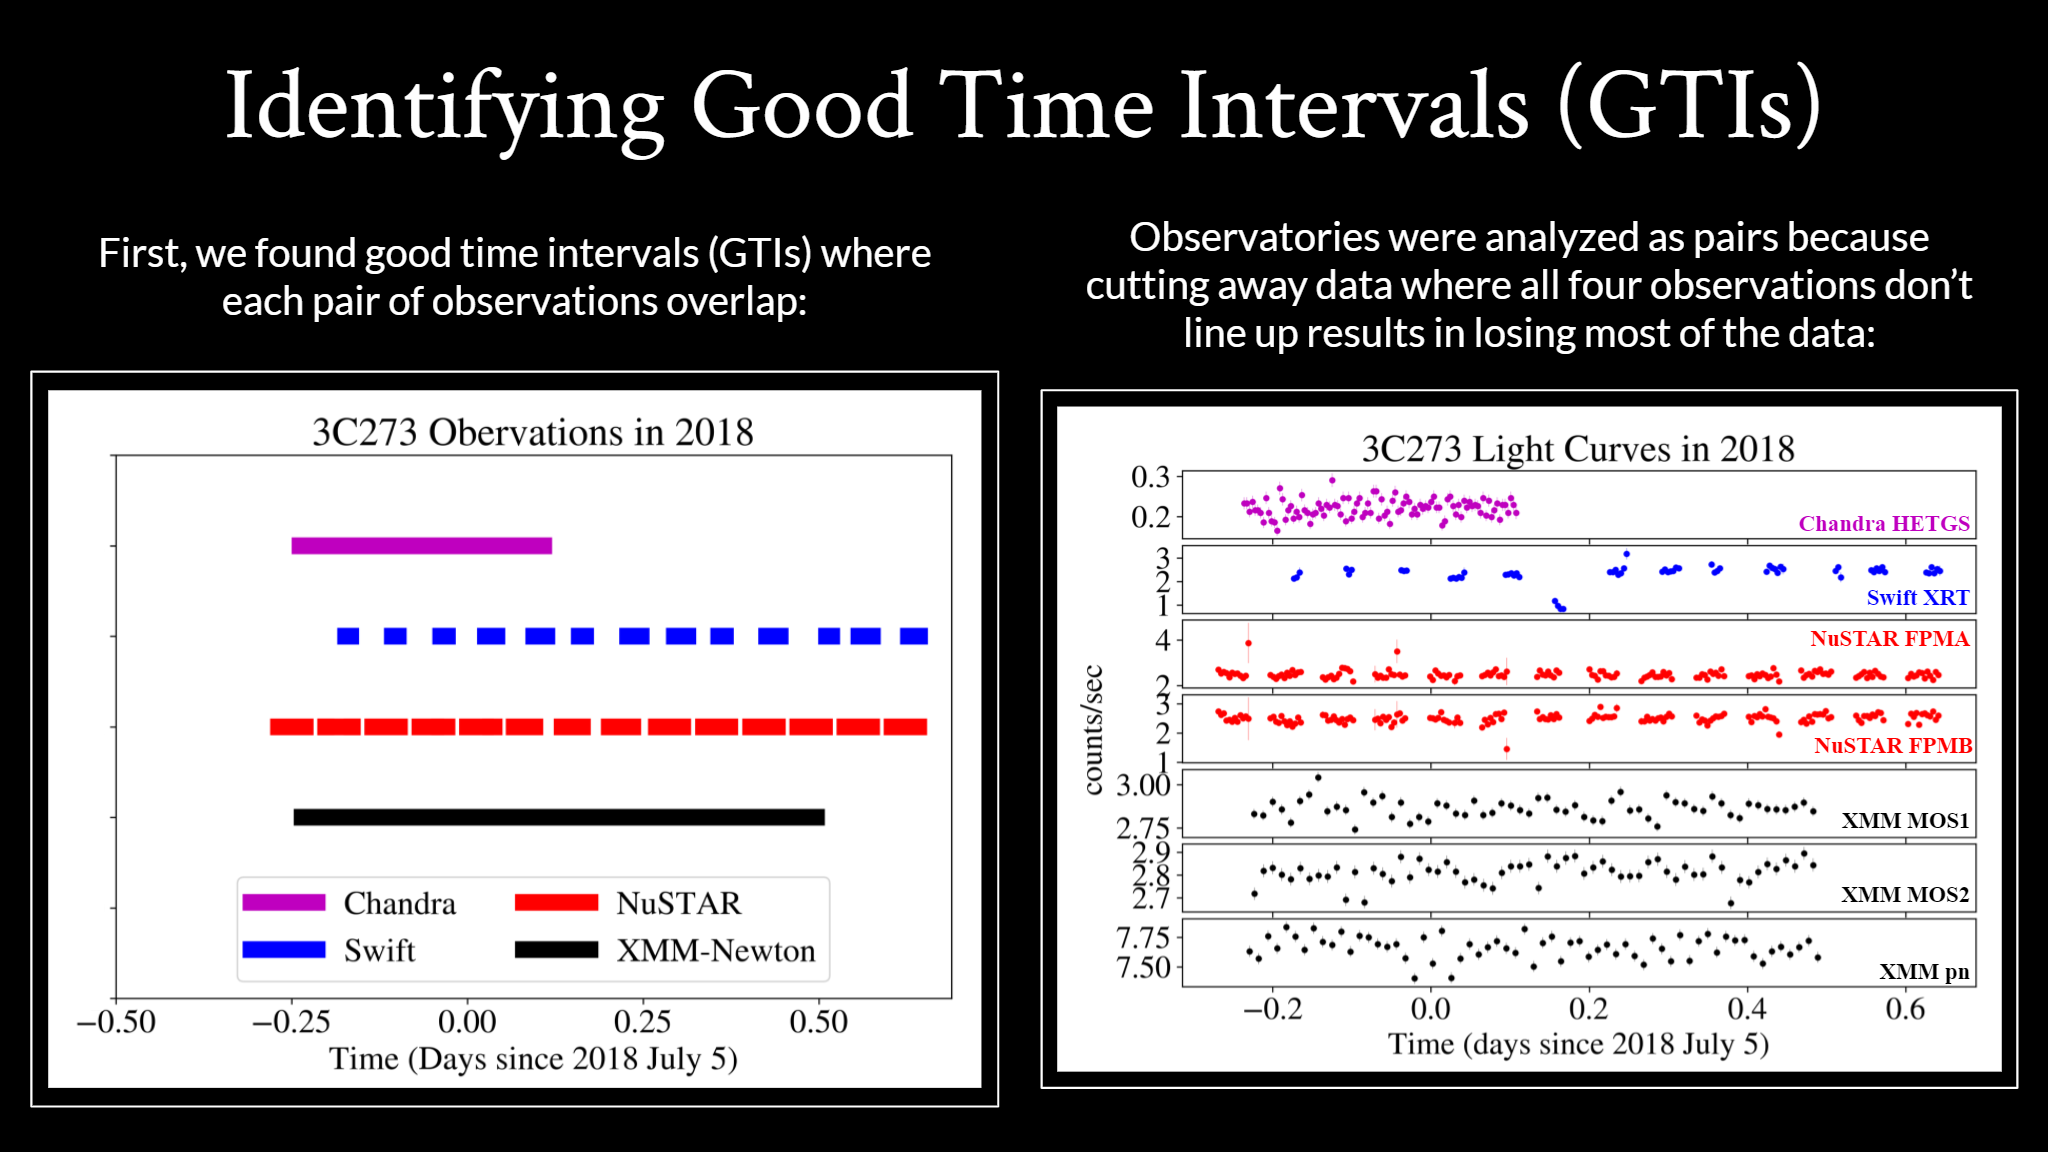 Identifying Good Time Intervals (GTIs)
First, we found good time intervals (GTIs) where
each pair of observations overlap:
3C273 Obervations in 2018
Chandra
NuSTAR
Swift
XMM-Newton
−0.50
−0.25
0.00
0.25
0.50
Time (Days since 2018 July 5)
Observatories were analyzed as pairs because
cutting away data where all four observations don’t
line up results in losing most of the data:
3C273 Light Curves in 2018
counts/sec
0.3
0.2
Chandra HETGS
3
2
1
Swift XRT
4
2
NuSTAR FPMA
3
2
1
NuSTAR FPMB
3.00
2.75
XMM MOS1
2.9
2.8
2.7
XMM MOS2
7.75
7.50
XMM pn
−0.2
0.0
0.2
0.4
0.6
Time (days since 2018 July 5)